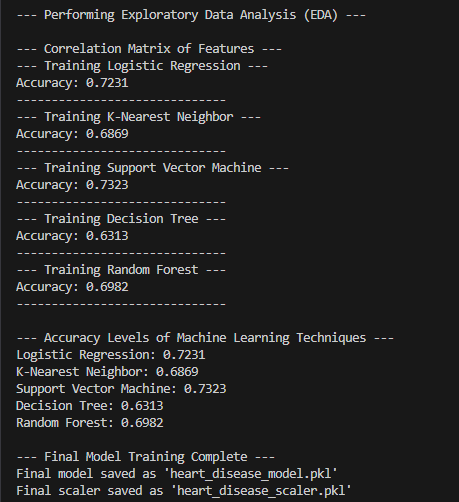 --- Performing Exploratory Data Analysis (EDA) ---
--- Correlation Matrix of Features ---
--- Training Logistic Regression ---
Accuracy: 0.7231
------------------------------
--- Training K-Nearest Neighbor ---
Accuracy: 0.6869
------------------------------
--- Training Support Vector Machine ---
Accuracy: 0.7323
------------------------------
--- Training Decision Tree ---
Accuracy: 0.6313
------------------------------
--- Training Random Forest ---
Accuracy: 0.6982
------------------------------
--- Accuracy Levels of Machine Learning Techniques ---
Logistic Regression: 0.7231
K-Nearest Neighbor: 0.6869
Support Vector Machine: 0.7323
Decision Tree: 0.6313
Random Forest: 0.6982
--- Final Model Training Complete ---
Final model saved as 'heart_disease_model.pkl'
Final scaler saved as 'heart_disease_scaler.pkl'